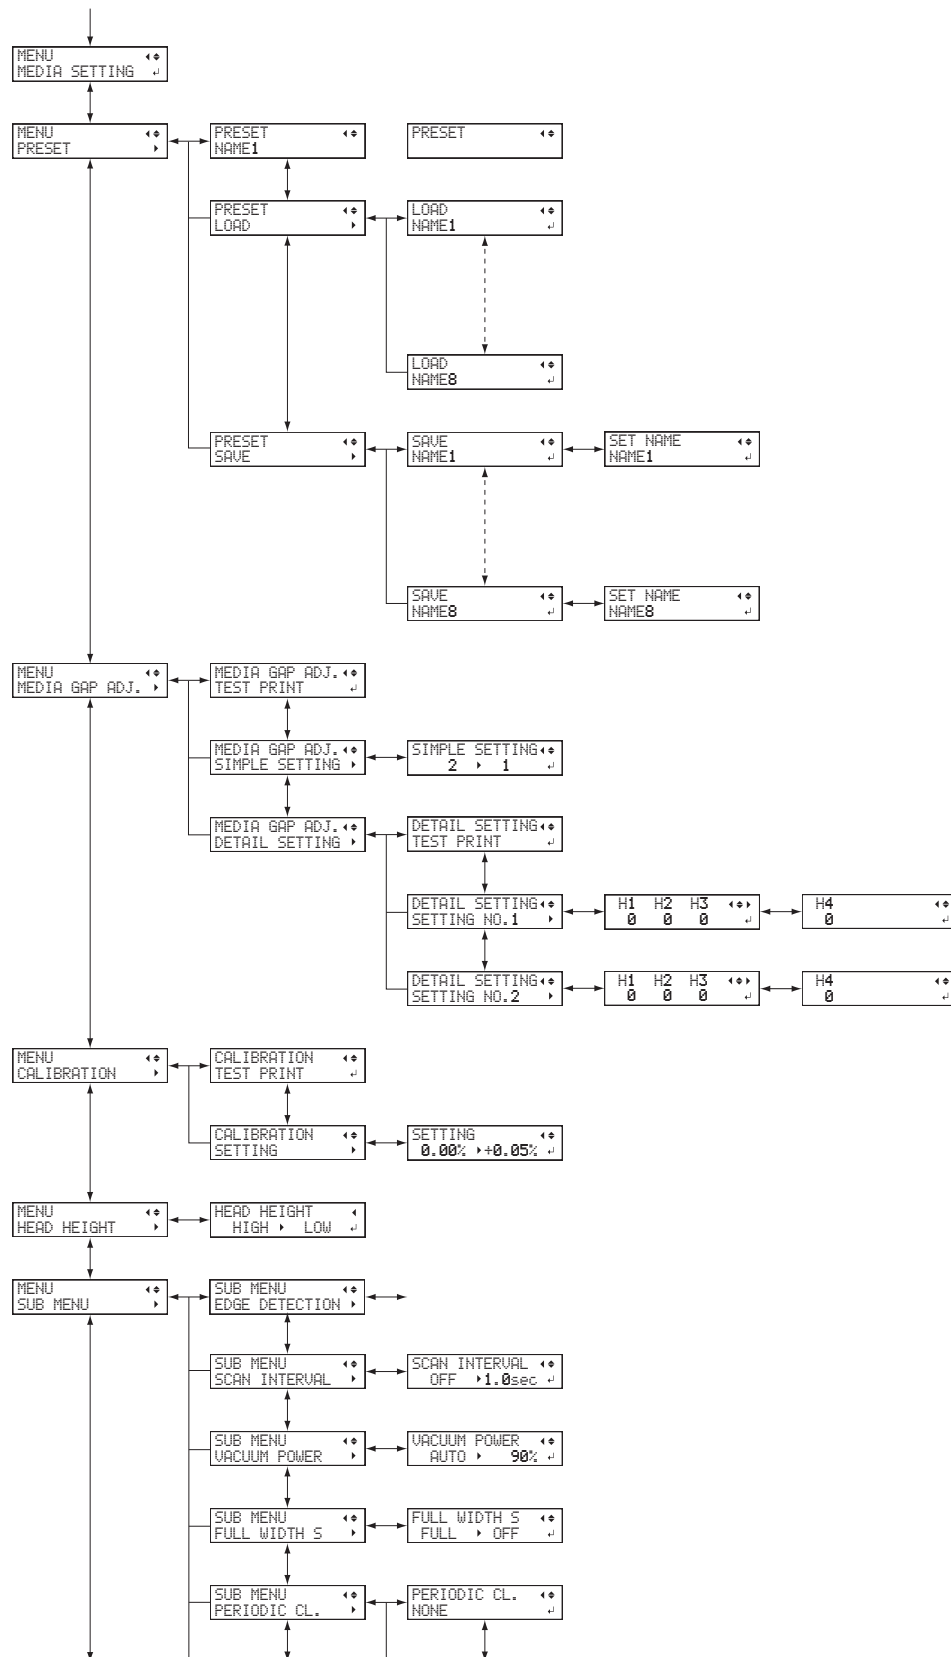 MENU
MEDIA SETTING
MENU
PRESET
PRESET
NAME1
PRESET
PRESET
LOAD
LOAD
NAME1
LOAD
NAME8
PRESET
SAVE
SAVE
NAME1
SET NAME
NAME1
SAVE
NAME8
SET NAME
NAME8
MENU
MEDIA GAP ADJ.
MEDIA GAP ADJ.
TEST PRINT
MEDIA GAP ADJ.
SIMPLE SETTING
SIMPLE SETTING
2 1
MEDIA GAP ADJ.
DETAIL SETTING
DETAIL SETTING
TEST PRINT
DETAIL SETTING
SETTING NO.1
H1 H2 H3
0 0 0
H4
0
DETAIL SETTING
SETTING NO.2
H1 H2 H3
0 0 0
H4
0
MENU
CALIBRATION
CALIBRATION
TEST PRINT
CALIBRATION
SETTING
SETTING
0.00% +0.05%
MENU
HEAD HEIGHT
HEAD HEIGHT
HIGH LOW
MENU
SUB MENU
SUB MENU
EDGE DETECTION
SUB MENU
SCAN INTERVAL
SCAN INTERVAL
OFF 1.0sec
SUB MENU
VACUUM POWER
VACUUM POWER
AUTO 90%
SUB MENU
FULL WIDTH S
FULL WIDTH S
FULL OFF
SUB MENU
PERIODIC CL.
PERIODIC CL.
NONE